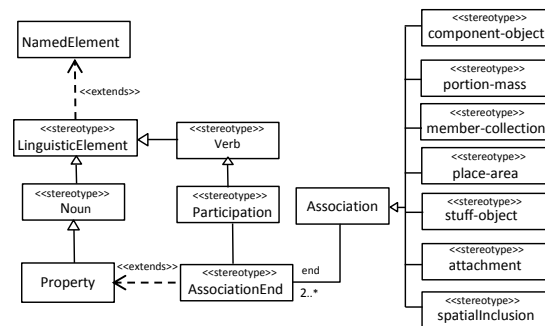 NamedElement
<<extends>>
<<stereotype>>
LinguisticElement
<<stereotype>>
Verb
<<stereotype>>
Noun
<<stereotype>>
Participation
Property
<<extends>>
<<stereotype>>
AssociationEnd
end
2..*
Association
<<stereotype>>
component-object
<<stereotype>>
portion-mass
<<stereotype>>
member-collection
<<stereotype>>
place-area
<<stereotype>>
stuff-object
<<stereotype>>
attachment
<<stereotype>>
spatialInclusion